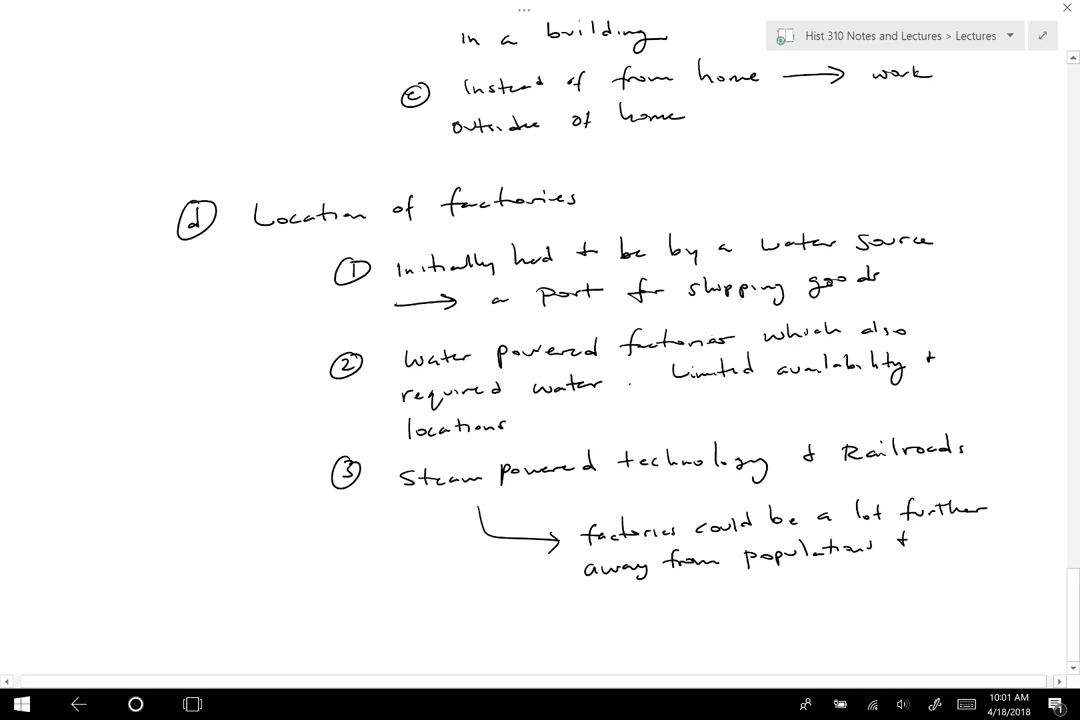 Hist 310 Notes and Lectures > Lectures
in a building
c Instead of from home → work
outside of home
d Location of factories
1 Initially had to be by a water source
→ a port for shipping goods
2 Water powered factories which also
required water. Limited availability +
locations
3 Steam powered technology + Railroads
factories could be a lot further
away from populations +
10:01 AM
4/18/2018
1